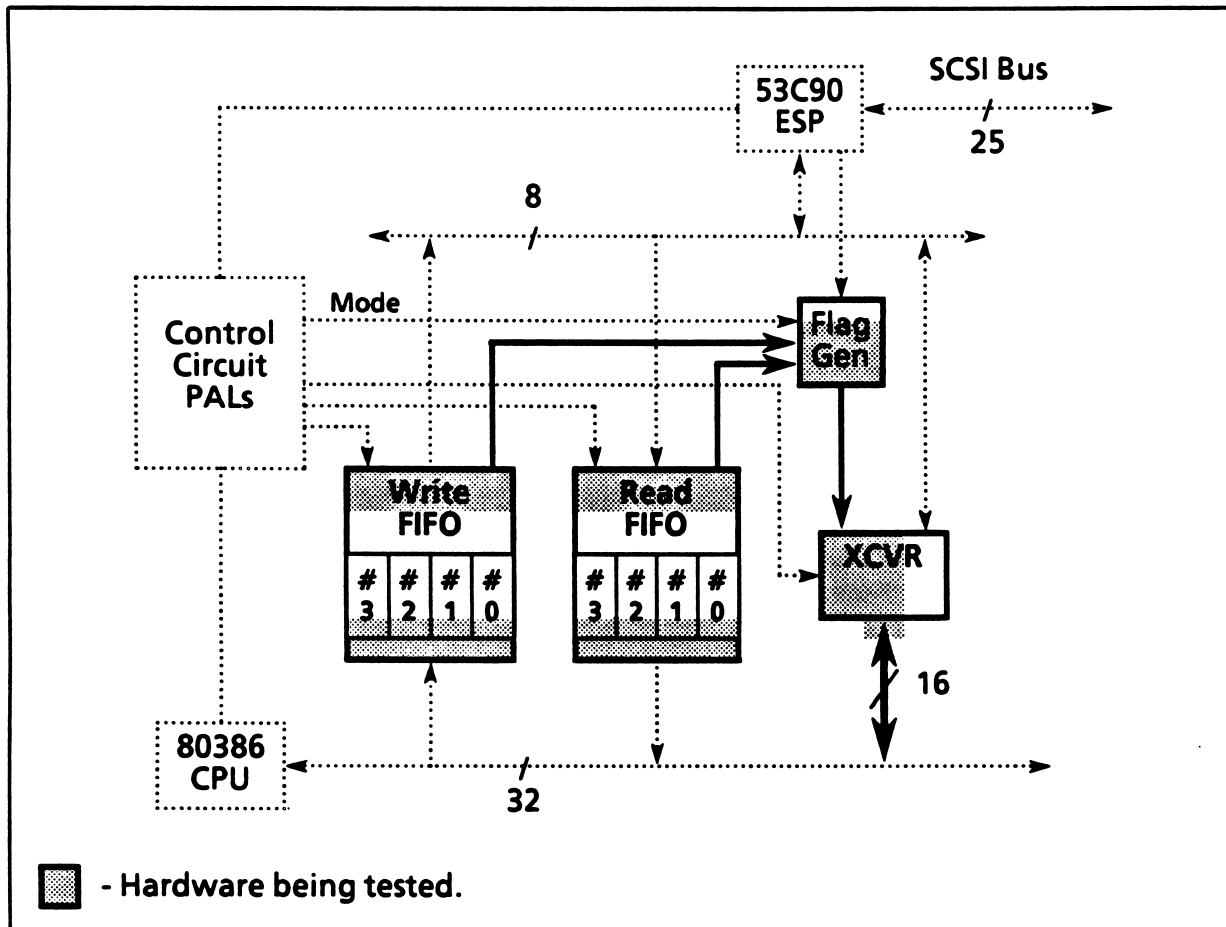 SCSI Bus
53C90
ESP
25
8
Mode
Flag
Gen
Control
Circuit
PALs
Write
FIFO
# # # #
3 2 1 0
Read
FIFO
# # # #
3 2 1 0
XCVR
16
80386
CPU
32
- Hardware being tested.